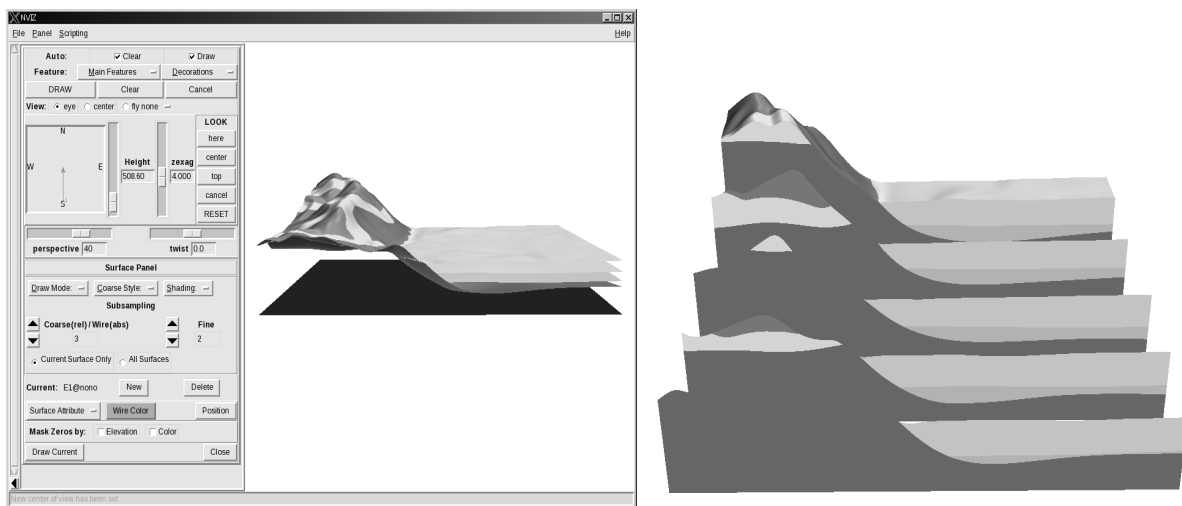 NVIZ
File Panel Scripting Help
Auto: Clear Draw
Feature: Main Features Decorations
DRAW Clear Cancel
View: eye center fly none
LOOK
N
here
W E Height zexag center
508.60 4.000 top
cancel
S RESET
perspective 40 twist 0.0
Surface Panel
Draw Mode: Coarse Style: Shading:
Subsampling
Coarse(rel)/Wire(abs) Fine
3 2
Current Surface Only All Surfaces
Current: E1@nono New Delete
Surface Attribute Wire Color Position
Mask Zeros by: Elevation Color
Draw Current Close
New center of view has been set